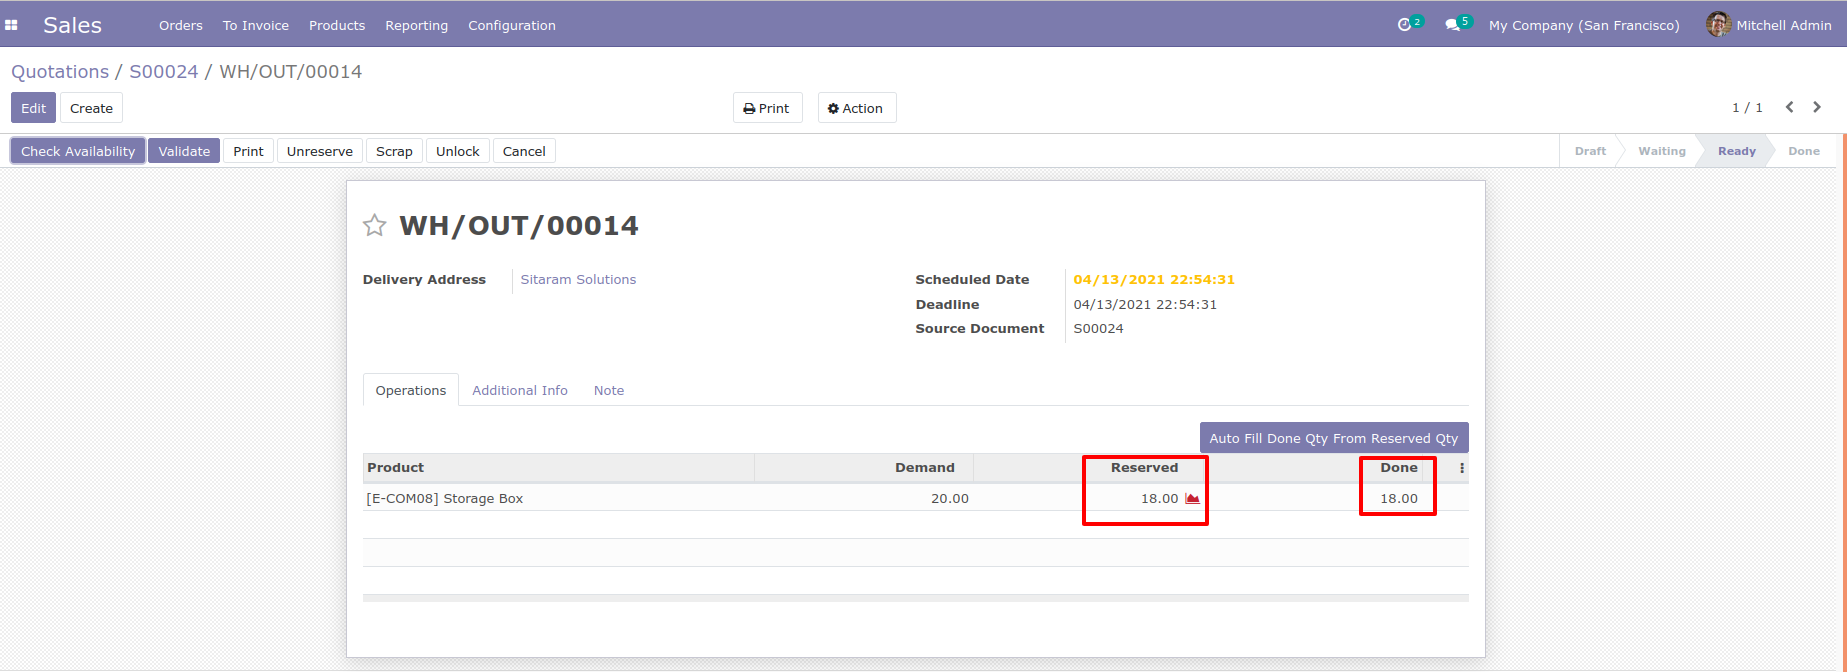 Sales Orders To Invoice Products Reporting Configuration 2 5 My Company (San Francisco) Mitchell Admin
Quotations / S00024 / WH/OUT/00014
Edit Create Print Action 1 / 1
Check Availability Validate Print Unreserve Scrap Unlock Cancel Draft Waiting Ready Done
WH/OUT/00014
Delivery Address Sitaram Solutions Scheduled Date 04/13/2021 22:54:31
Deadline 04/13/2021 22:54:31
Source Document S00024
Operations Additional Info Note
Auto Fill Done Qty From Reserved Qty
Product Demand Reserved Done
[E-COM08] Storage Box 20.00 18.00 18.00